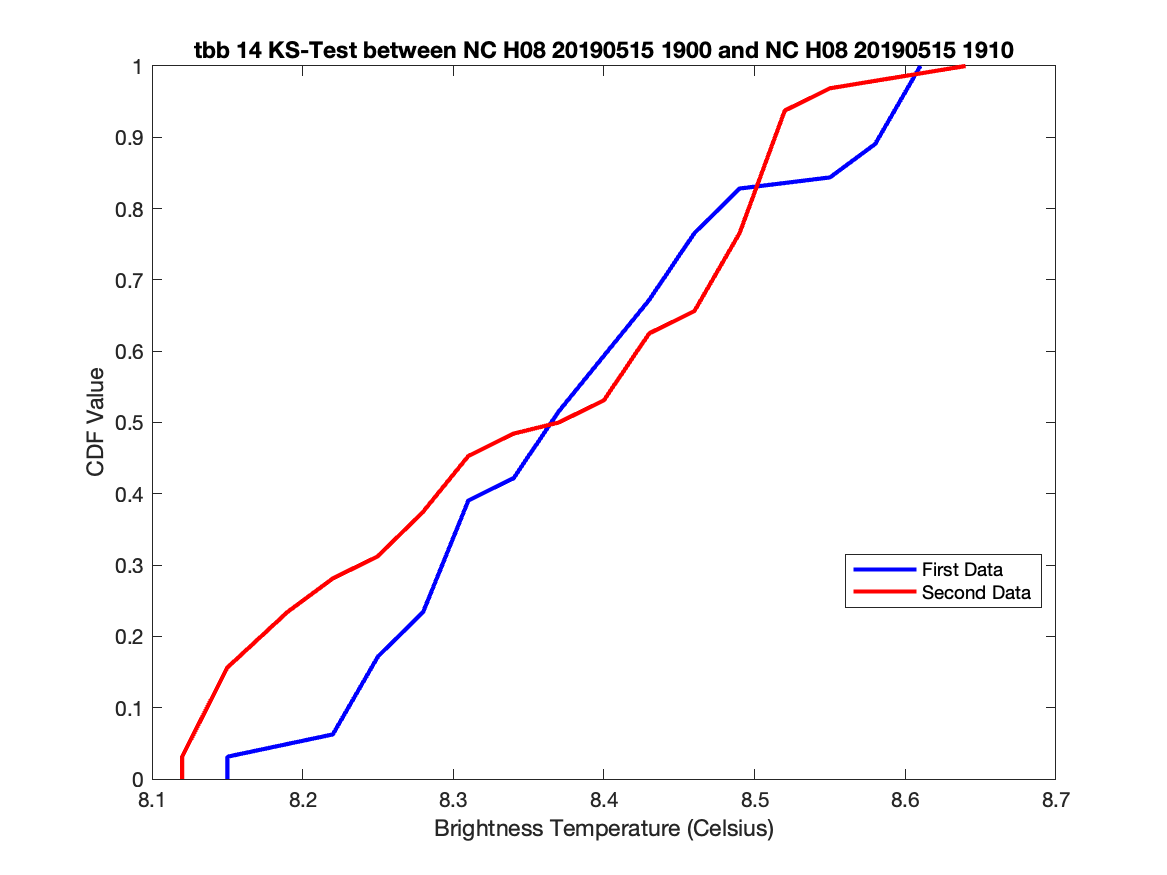 tbb 14 KS-Test between NC H08 20190515 1900 and NC H08 20190515 1910
1
0.9
0.8
0.7
0.6
0.5
0.4
0.3
0.2
0.1
0
CDF Value
First Data
Second Data
8.1 8.2 8.3 8.4 8.5 8.6 8.7
Brightness Temperature (Celsius)